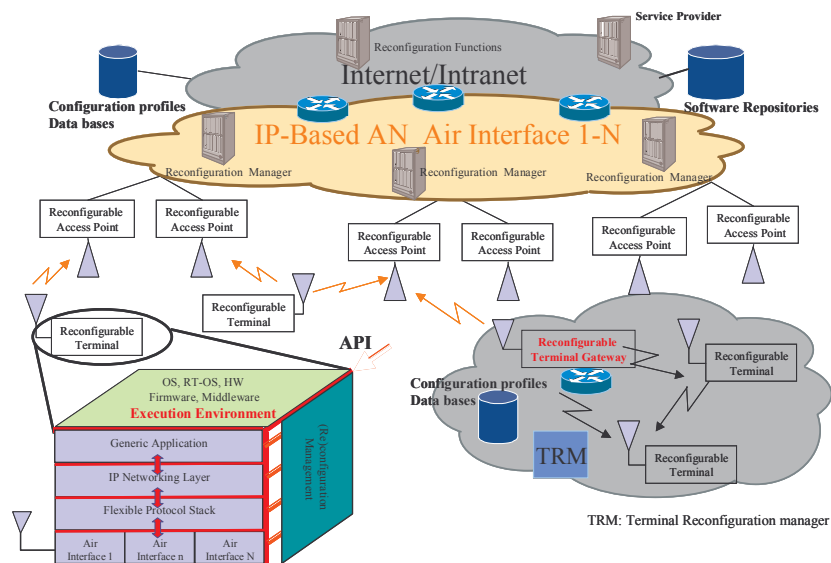 Service Provider
Reconfiguration Functions
Internet/Intranet
Configuration profiles
Data bases
Software Repositories
IP-Based AN Air Interface 1-N
Reconfiguration Manager
Reconfiguration Manager
Reconfiguration Manager
Reconfigurable
Access Point
Reconfigurable
Access Point
Reconfigurable
Access Point
Reconfigurable
Access Point
Reconfigurable
Access Point
Reconfigurable
Access Point
Reconfigurable
Terminal
Reconfigurable
Terminal
API
Reconfigurable
Terminal Gateway
Reconfigurable
Terminal
Configuration profiles
Data bases
TRM
Reconfigurable
Terminal
OS, RT-OS, HW
Firmware, Middleware
Execution Environment
Generic Application
IP Networking Layer
Flexible Protocol Stack
Air
Interface 1
Air
Interface n
Air
Interface N
(Re)configuration
Management
TRM: Terminal Reconfiguration manager